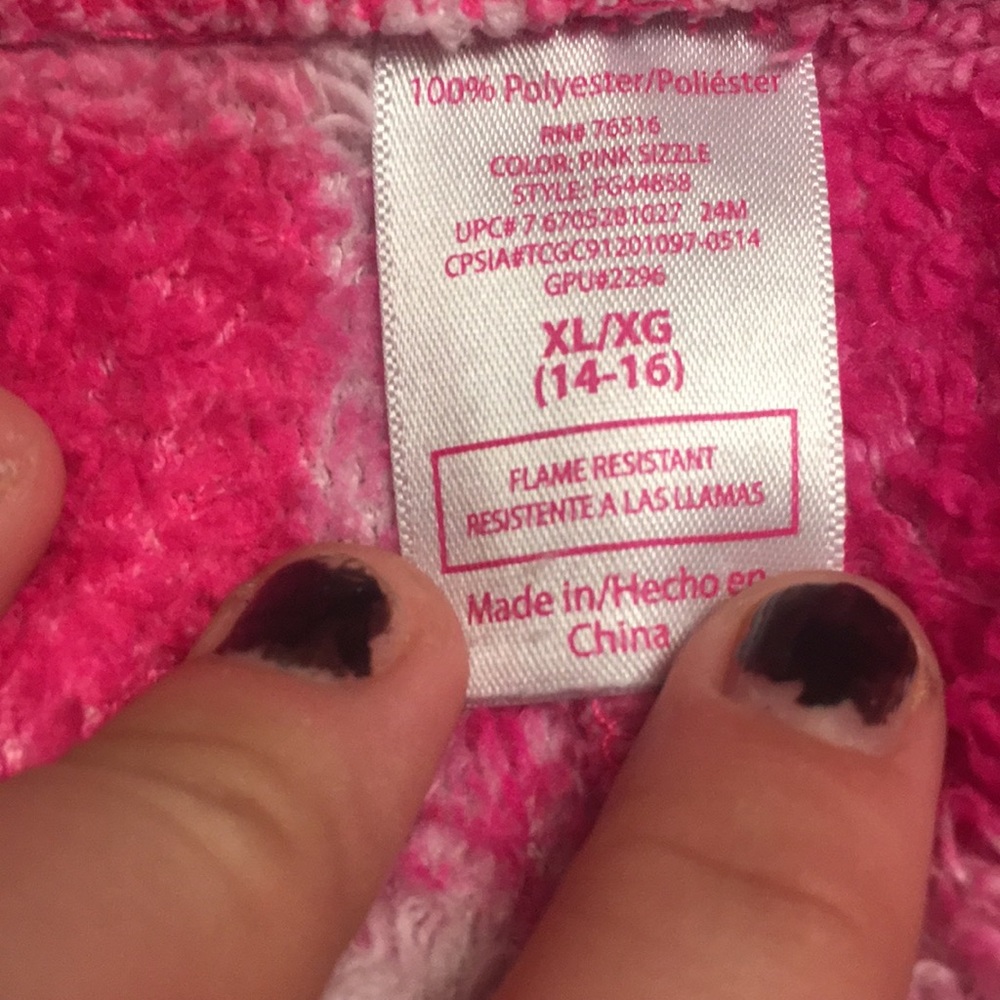 100% Polyester/Poliéster
RN# 76516
COLOR: PINK SIZZLE
STYLE: FG44858
UPC# 7 6705281027 24M
CPSIA#TCGC91201097-0514
GPU#2296
XL/XG
(14-16)
FLAME RESISTANT
RESISTENTE A LAS LLAMAS
Made in/Hecho en
China